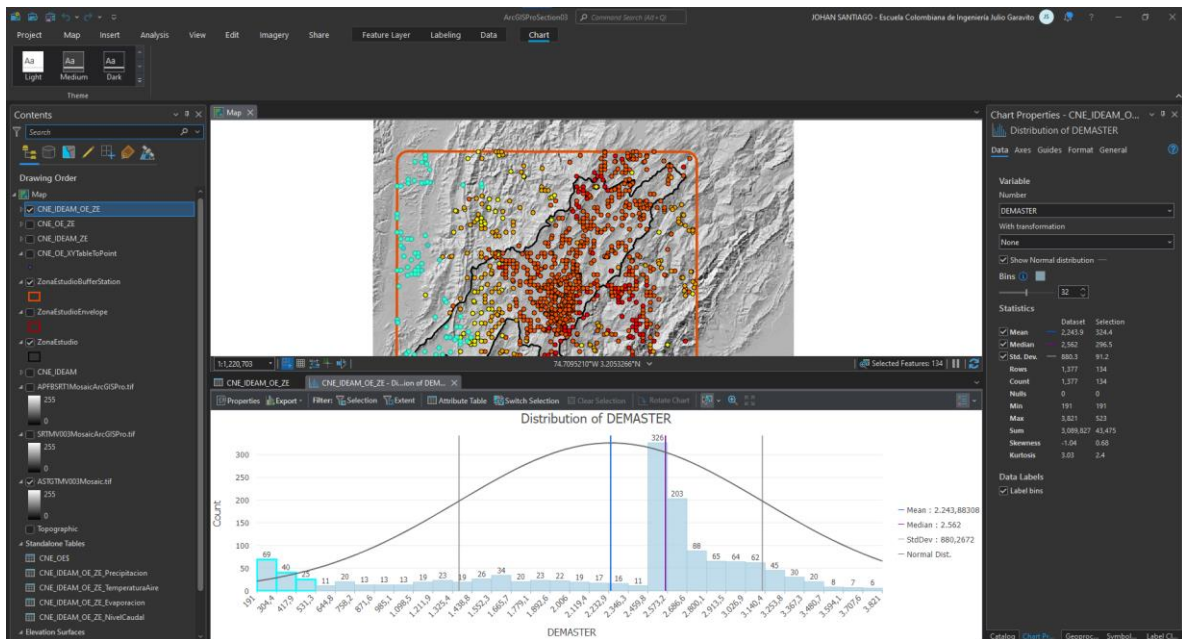 ArcGISProSection03
Command Search (Alt+Q)
JOHAN SANTIAGO - Escuela Colombiana de Ingeniería Julio Garavito
JS
Project Map Insert Analysis View Edit Imagery Share Feature Layer Labeling Data Chart
Aa Aa Aa
Light Medium Dark
Theme
Contents
Search
Drawing Order
Map
CNE_IDEAM_OE_ZE
CNE_OE_ZE
CNE_IDEAM_ZE
CNE_OE_XYTableToPoint
ZonaEstudioBufferStation
ZonaEstudioEnvelope
ZonaEstudio
CNE_IDEAM
APFBSRT1MosaicArcGISPro.tif
255
0
SRTMV003MosaicArcGISPro.tif
255
0
ASTGTMV003Mosaic.tif
255
0
Topographic
Standalone Tables
CNE_OES
CNE_IDEAM_OE_ZE_Precipitacion
CNE_IDEAM_OE_ZE_TemperaturaAire
CNE_IDEAM_OE_ZE_Evaporacion
CNE_IDEAM_OE_ZE_NivelCaudal
Elevation Surfaces
Map
1:1,220,703
74.7095210°W 3.2053266°N
Selected Features: 134
CNE_IDEAM_OE_ZE
CNE_IDEAM_OE_ZE - Di...ion of DEM...
Properties Export Filter: Selection Extent Attribute Table Switch Selection Clear Selection Rotate Chart
Distribution of DEMASTER
Count
300
250
200
150
100
50
0
69 40 25 11 20 13 13 13 19 23 19 26 34 20 23 22 19 17 16 11 326 203 88 65 64 62 45 30 20 8 7 6
191 304,4 417,9 531,3 644,8 758,2 871,6 985,1 1.098,5 1.211,9 1.325,4 1.438,8 1.552,3 1.665,7 1.779,1 1.892,6 2.006 2.119,4 2.232,9 2.346,3 2.459,8 2.573,2 2.686,6 2.800,1 2.913,5 3.026,9 3.140,4 3.253,8 3.367,3 3.480,7 3.594,1 3.707,6 3.821
DEMASTER
Mean : 2.243,88308
Median : 2.562
StdDev : 880,2672
Normal Dist.
Chart Properties - CNE_IDEAM_O...
Distribution of DEMASTER
Data Axes Guides Format General
Variable
Number
DEMASTER
With transformation
None
Show Normal distribution
Bins
32
Statistics
Dataset Selection
Mean 2,243.9 324.4
Median 2,562 296.5
Std. Dev. 880.3 91.2
Rows 1,377 134
Count 1,377 134
Nulls 0 0
Min 191 191
Max 3,821 523
Sum 3,089,827 43,475
Skewness -1.04 0.68
Kurtosis 3.03 2.4
Data Labels
Label bins
Catalog Chart Pr... Geoproc... Symbol... Label Cl...